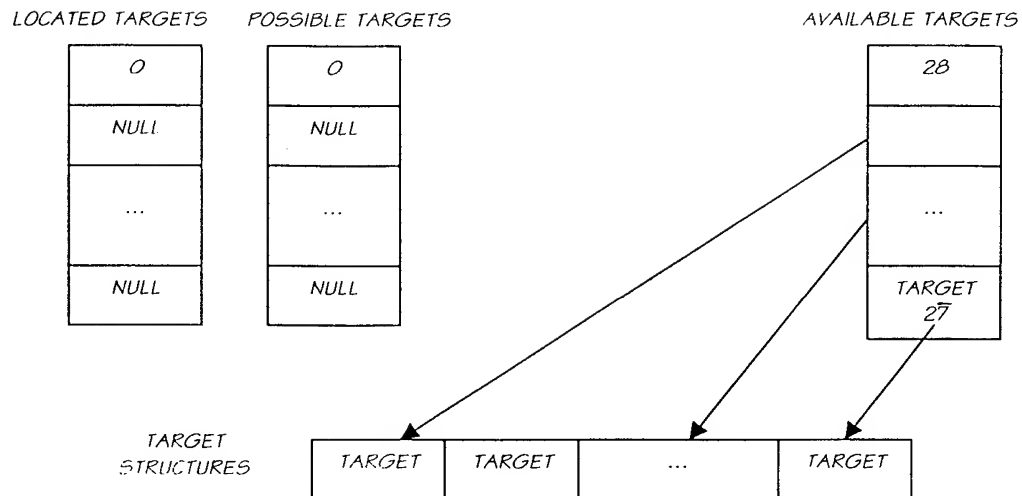 LOCATED TARGETS
POSSIBLE TARGETS
AVAILABLE TARGETS
0
NULL
...
NULL
0
NULL
...
NULL
28
...
TARGET
27
TARGET
STRUCTURES
TARGET
TARGET
...
TARGET